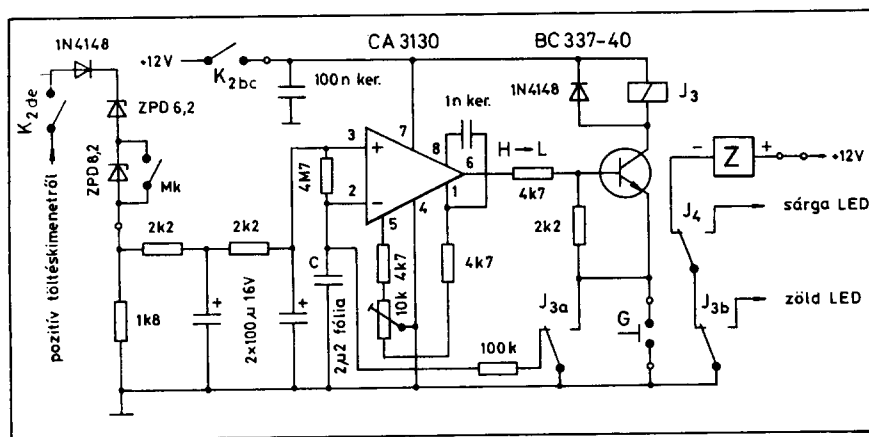 1N4148
+12V
K2bc
CA 3130
BC 337-40
K2de
ZPD 6,2
ZPD 8,2
Mk
100n ker.
1n ker.
1N4148
J3
3
+
7
8
6
H → L
4M7
2
−
1
5
4
4k7
− Z +
+12V
2k2
2k2
4k7
10k
4k7
2k2
J4
sárga LED
pozitív töltéskimenetről
1k8
+
2×100µ 16V
+
C
2µ2 fólia
100k
J3a
G
J3b
zöld LED